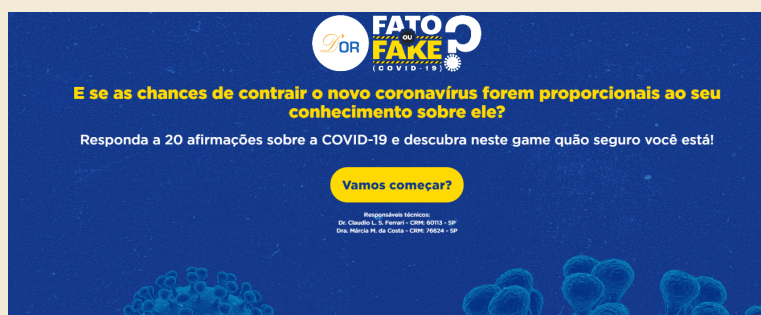 D'OR
FATO
ou
FAKE
?
(COVID-19)
E se as chances de contrair o novo coronavírus forem proporcionais ao seu
conhecimento sobre ele?
Responda a 20 afirmações sobre a COVID-19 e descubra neste game quão seguro você está!
Vamos começar?
Responsáveis técnicos:
Dr. Claudio L. S. Ferrari - CRM: 60113 - SP
Dra. Márcia M. da Costa - CRM: 76624 - SP